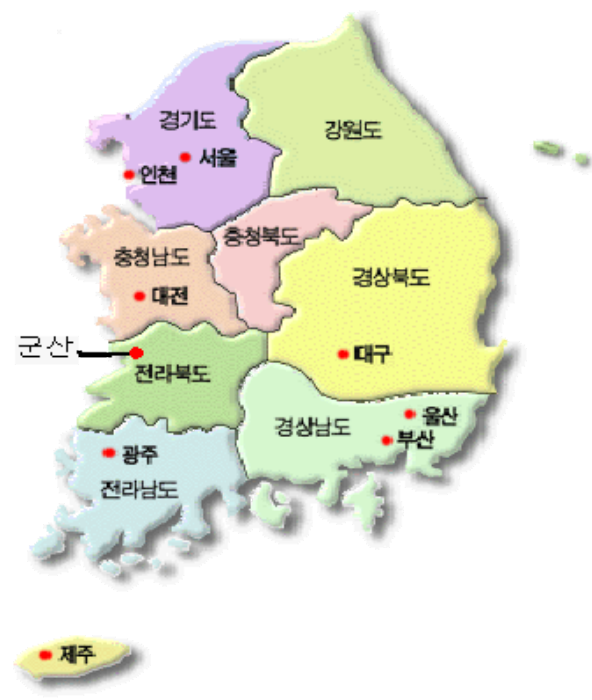 경기도
강원도
서울
인천
충청북도
충청남도
경상북도
대전
군산
대구
전라북도
울산
경상남도
부산
광주
전라남도
제주